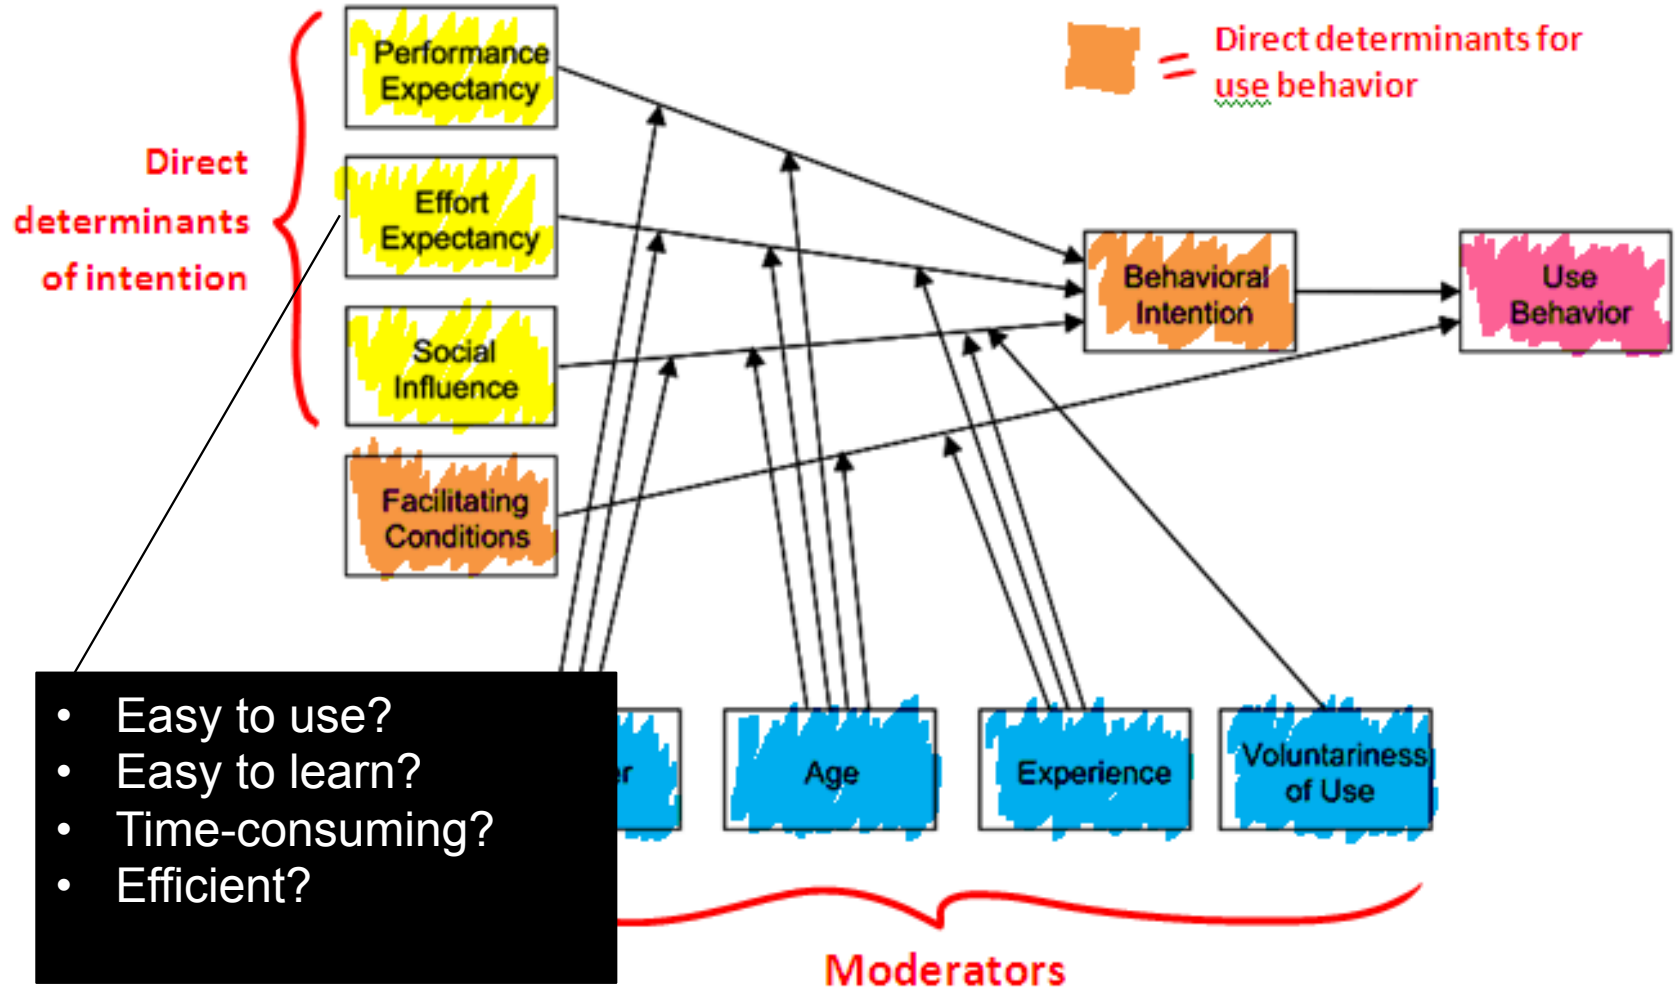 Performance
Expectancy
Direct determinants for
use behavior
Direct
determinants
of intention
Effort
Expectancy
Behavioral
Intention
Use
Behavior
Social
Influence
Facilitating
Conditions
• Easy to use?
• Easy to learn?
• Time-consuming?
• Efficient?
er
Age
Experience
Voluntariness
of Use
Moderators